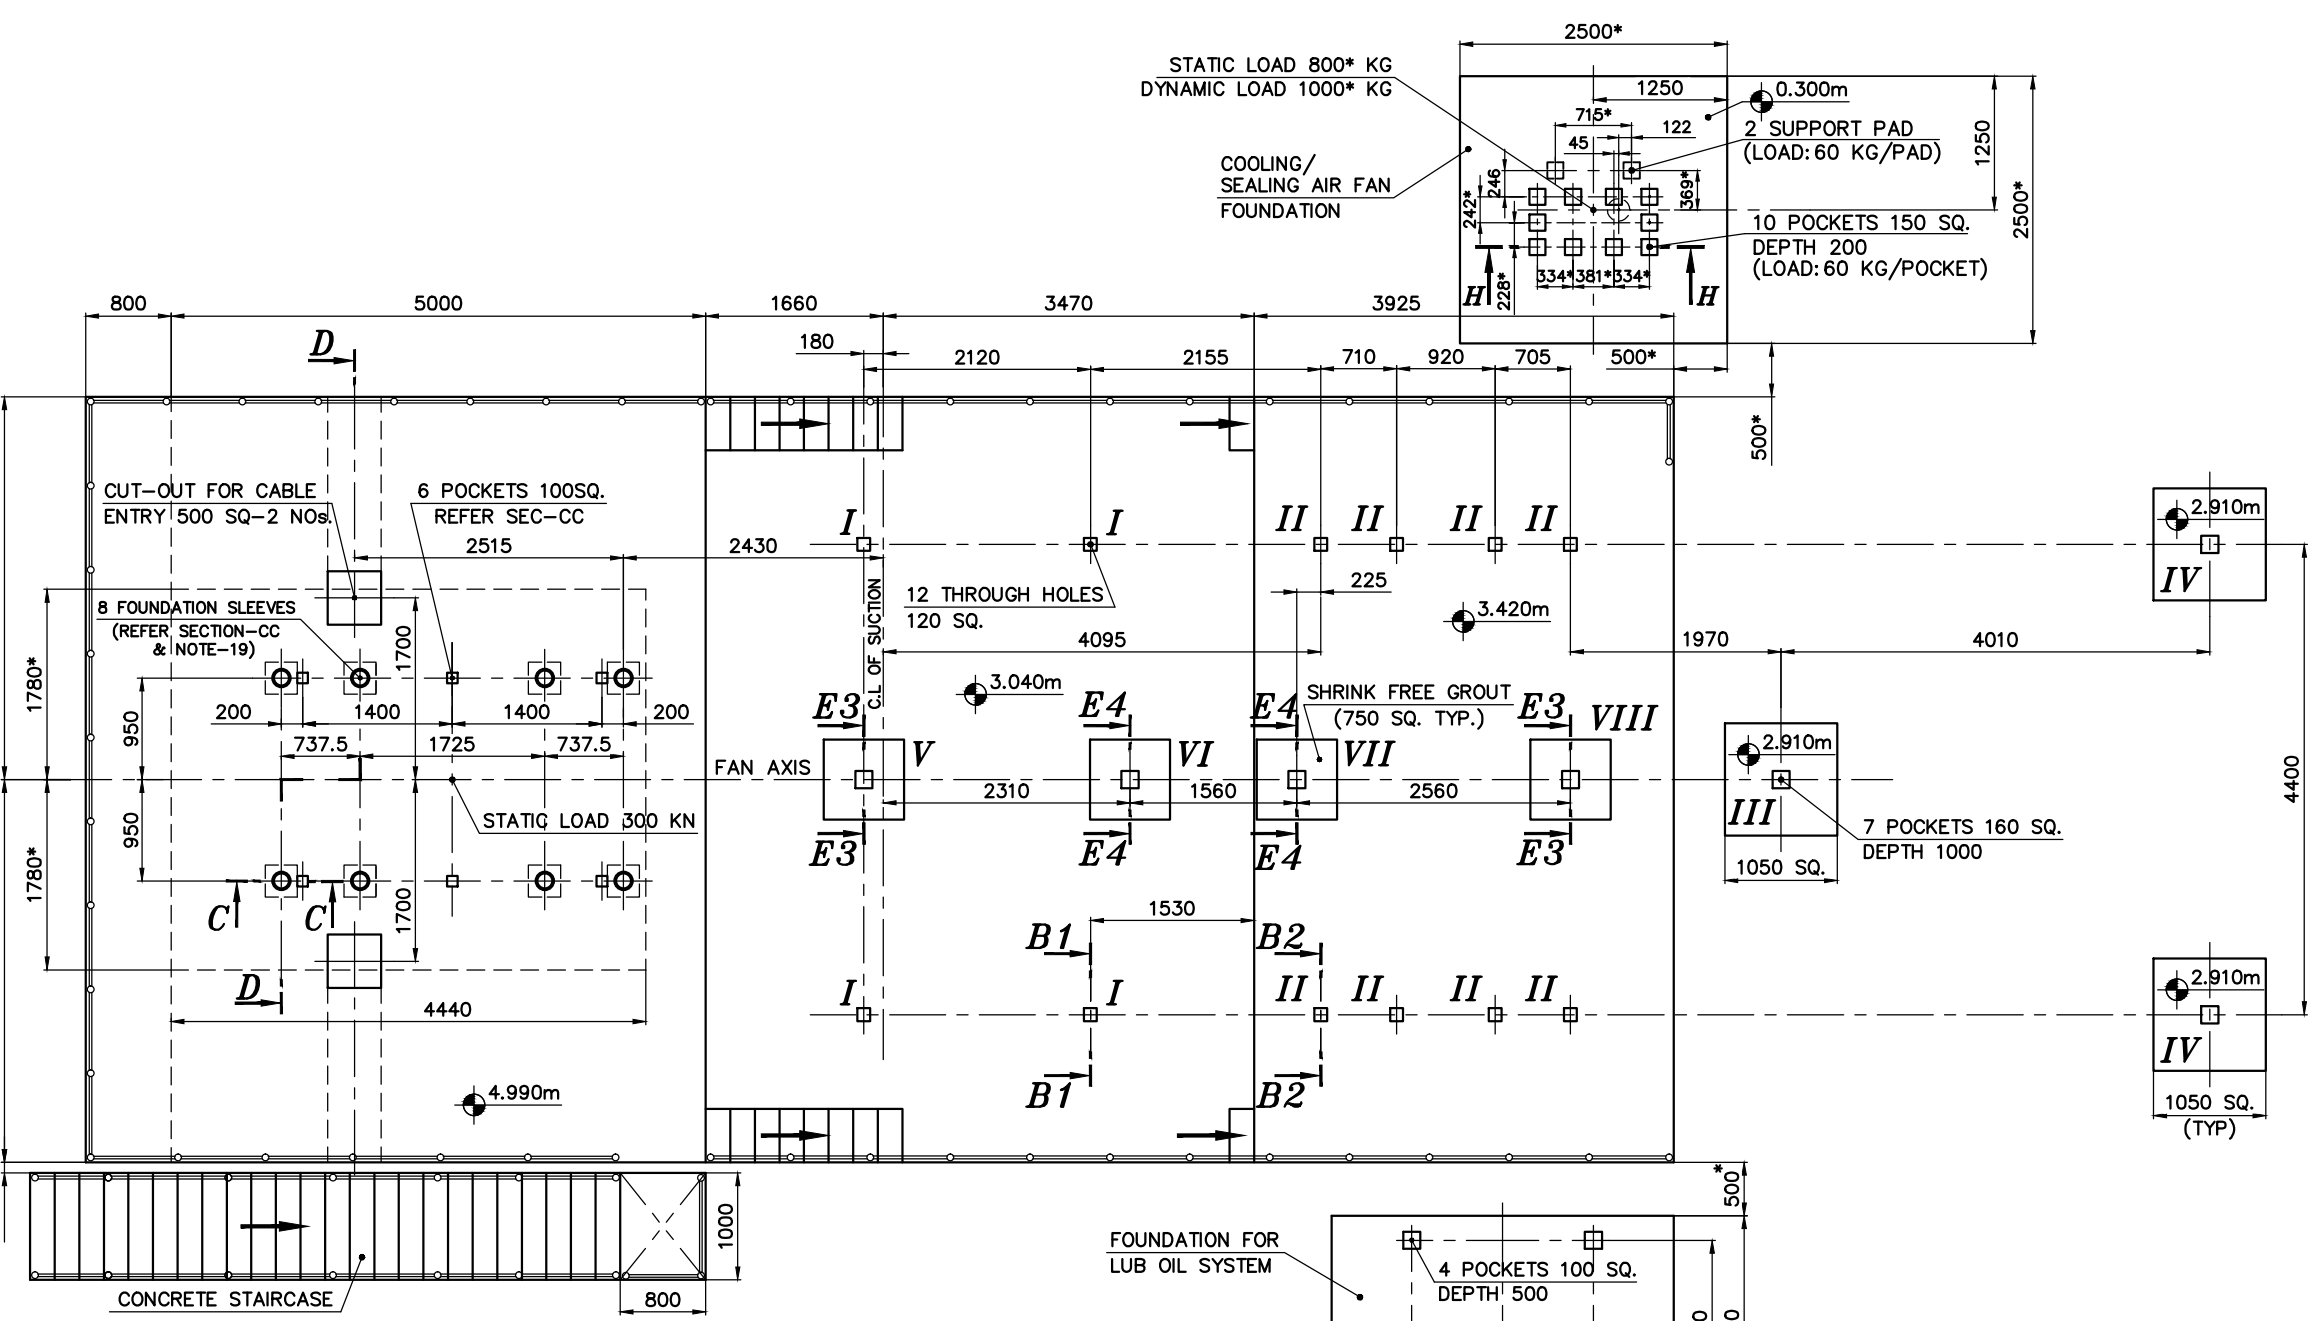 2500*
STATIC LOAD 800* KG
DYNAMIC LOAD 1000* KG
1250
0.300m
715*
122
2 SUPPORT PAD
(LOAD:60 KG/PAD)
45
1250
COOLING/
SEALING AIR FAN
FOUNDATION
246
369*
242*
2500*
10 POCKETS 150 SQ.
DEPTH 200
(LOAD:60 KG/POCKET)
334*
381*
334*
228*
H
H
800
5000
1660
3470
3925
D
180
2120
2155
710
920
705
500*
500*
CUT-OUT FOR CABLE
ENTRY 500 SQ-2 NOs.
6 POCKETS 100SQ.
REFER SEC-CC
I
I
II
II
II
II
2.910m
IV
2515
2430
12 THROUGH HOLES
120 SQ.
225
3.420m
8 FOUNDATION SLEEVES
(REFER SECTION-CC
& NOTE-19)
1700
C.L OF SUCTION
4095
1970
4010
1780*
950
200
1400
1400
200
737.5
1725
737.5
3.040m
SHRINK FREE GROUT
(750 SQ. TYP.)
E3
E4
E4
E3
VIII
V
VI
VII
2.910m
FAN AXIS
2310
1560
2560
4400
III
STATIC LOAD 300 KN
E3
E4
E4
E3
7 POCKETS 160 SQ.
DEPTH 1000
1050 SQ.
950
1780*
1700
C
C
1530
B1
B2
D
4440
I
I
II
II
II
II
2.910m
IV
4.990m
B1
B2
1050 SQ.
(TYP)
500*
1000
FOUNDATION FOR
LUB OIL SYSTEM
4 POCKETS 100 SQ.
DEPTH 500
CONCRETE STAIRCASE
800